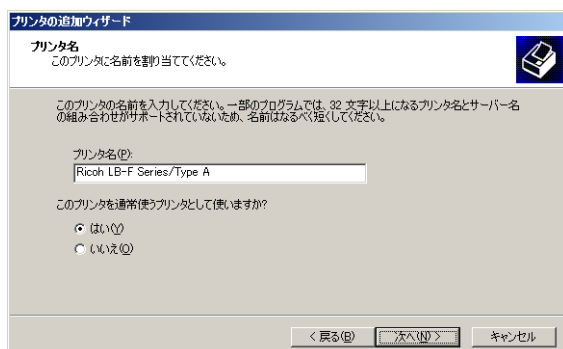 プリンタの追加ウィザード
プリンタ名
このプリンタに名前を割り当ててください。
このプリンタの名前を入力してください。一部のプログラムでは、32 文字以上になるプリンタ名とサーバー名
の組み合わせがサポートされていないため、名前はなるべく短くしてください。
プリンタ名(P):
Ricoh LB-F Series/Type A
このプリンタを通常使うプリンタとして使いますか?
はい(Y)
いいえ(O)
< 戻る(B)
次へ(N) >
キャンセル